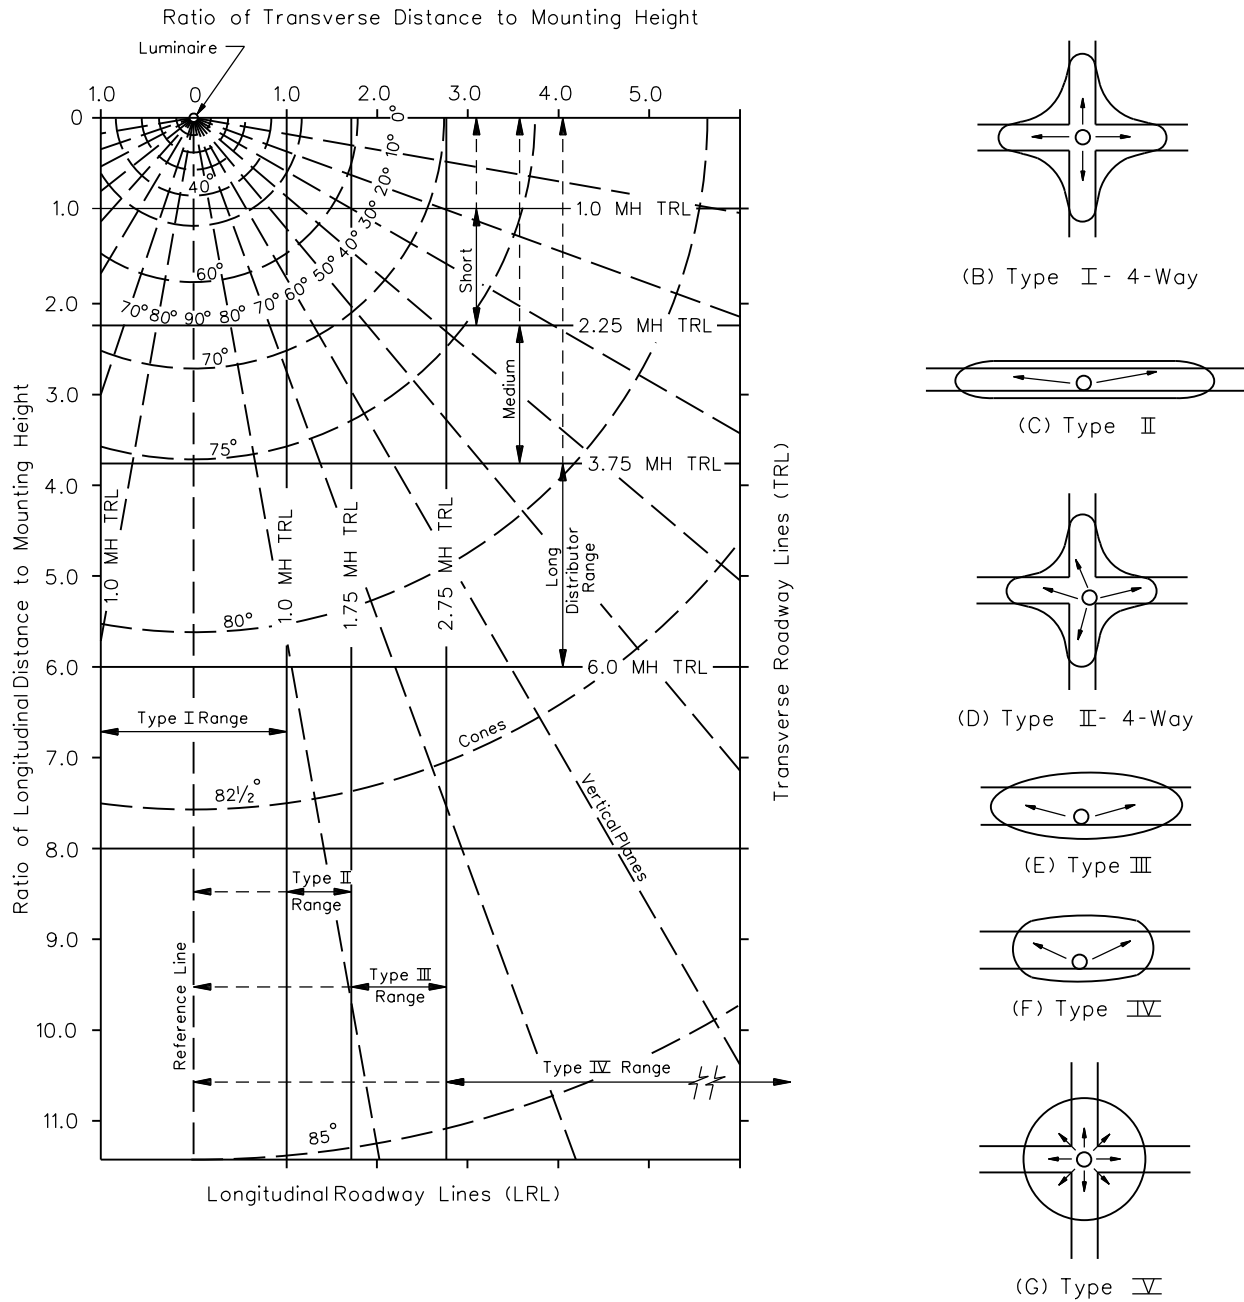 Ratio of Transverse Distance to Mounting Height
Luminaire
1.0 0 1.0 2.0 3.0 4.0 5.0
0
1.0
2.0
3.0
4.0
5.0
6.0
7.0
8.0
9.0
10.0
11.0
Ratio of Longitudinal Distance to Mounting Height
0°
10°
20°
30°
40°
50°
60°
70°
80°
90°
80°
70°
40°
60°
70°
75°
80°
82½°
85°
1.0 MH TRL
2.25 MH TRL
3.75 MH TRL
6.0 MH TRL
Short
Medium
Long
Distributor
Range
1.0 MH TRL
1.0 MH TRL
1.75 MH TRL
2.75 MH TRL
Type I Range
Cones
Vertical Planes
Type II
Range
Type III
Range
Type IV Range
Reference Line
Transverse Roadway Lines (TRL)
Longitudinal Roadway Lines (LRL)
(B) Type I - 4-Way
(C) Type II
(D) Type II - 4-Way
(E) Type III
(F) Type IV
(G) Type V